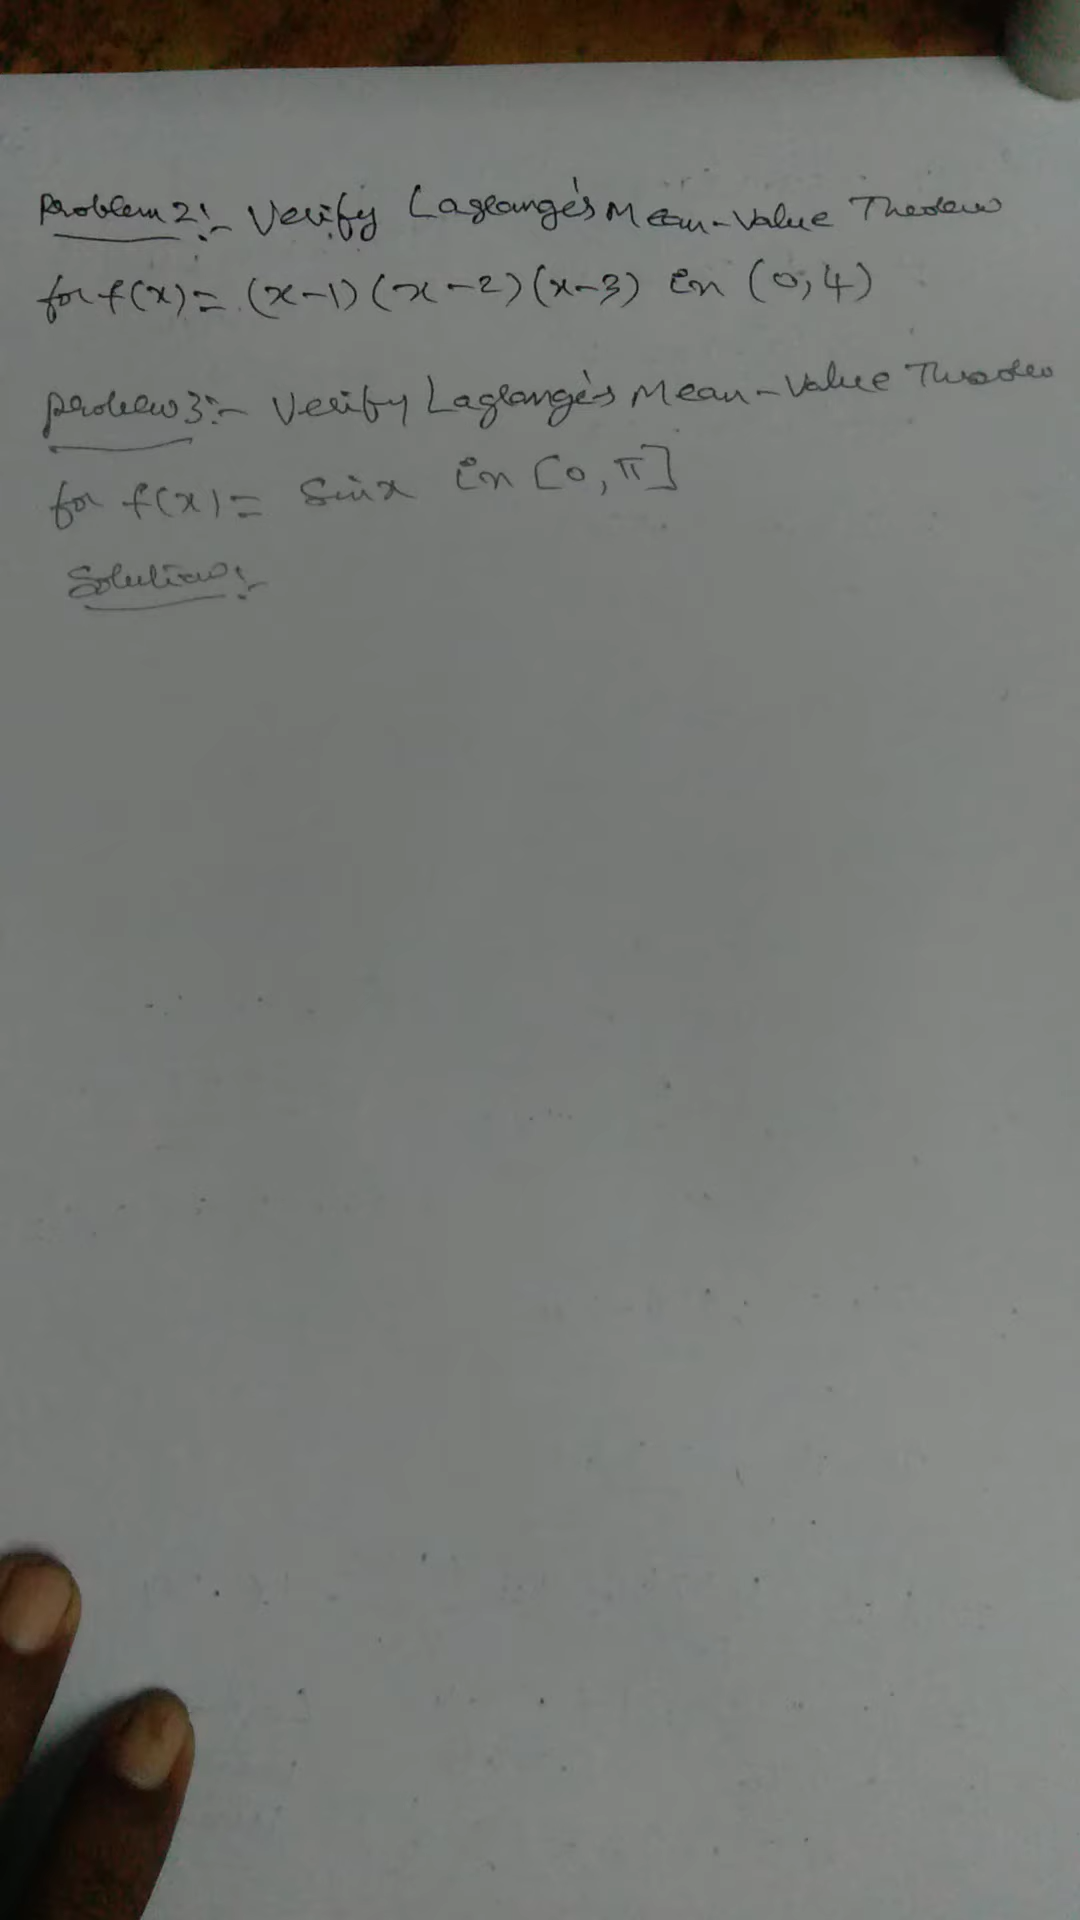 Problem 2:- Verify Lagrange's Mean-Value Theorem
for f(x) = (x-1)(x-2)(x-3) in (0,4)
Problem 3:- Verify Lagrange's Mean-Value Theorem
for f(x) = Sinx in [0,π]
Solution:-